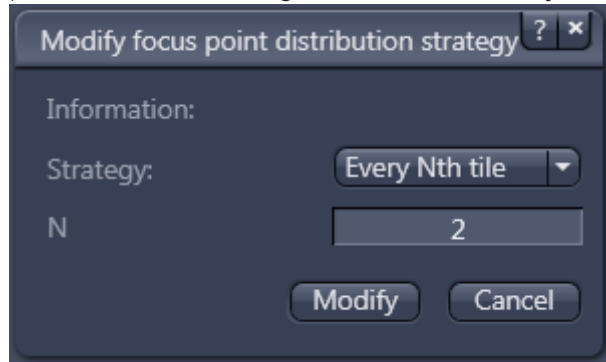 Modify focus point distribution strategy ? ×
Information:
Strategy: Every Nth tile
N 2
Modify Cancel